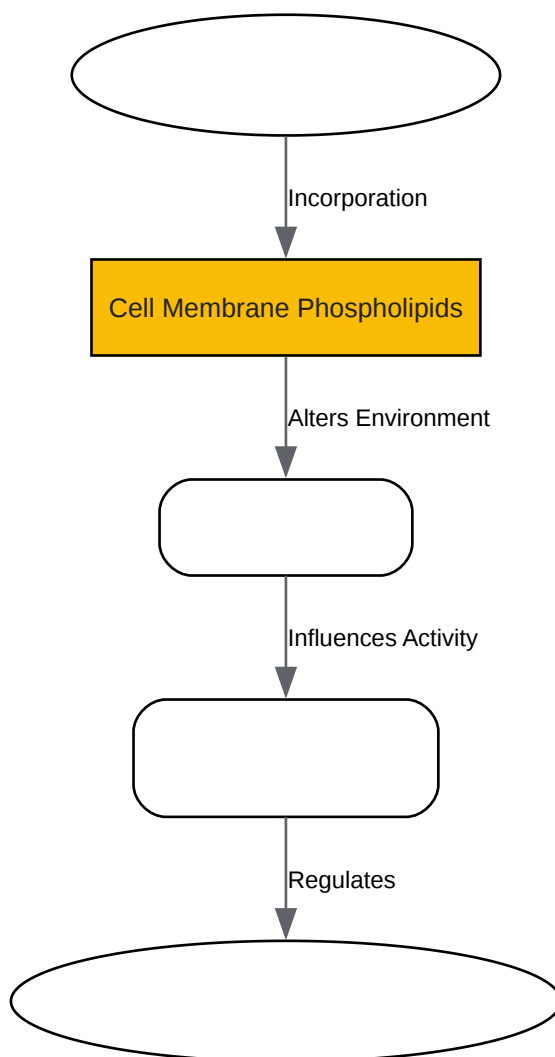 Incorporation
Cell Membrane Phospholipids
Alters Environment
Influences Activity
Regulates